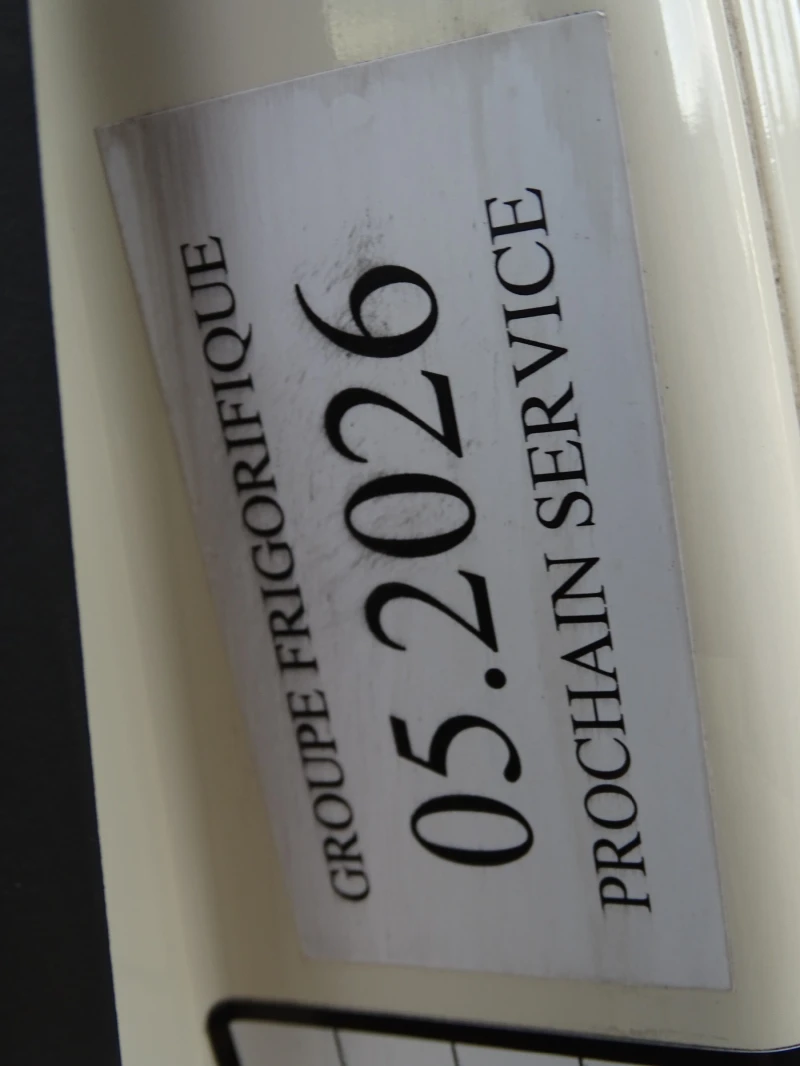 GROUPE FRIGORIFIQUE
05.2026
PROCHAIN SERVICE